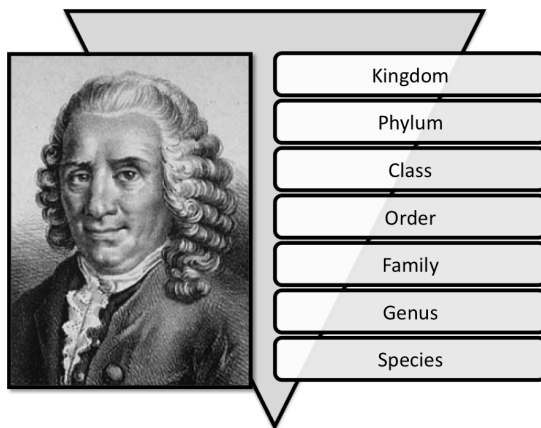 Kingdom
Phylum
Class
Order
Family
Genus
Species